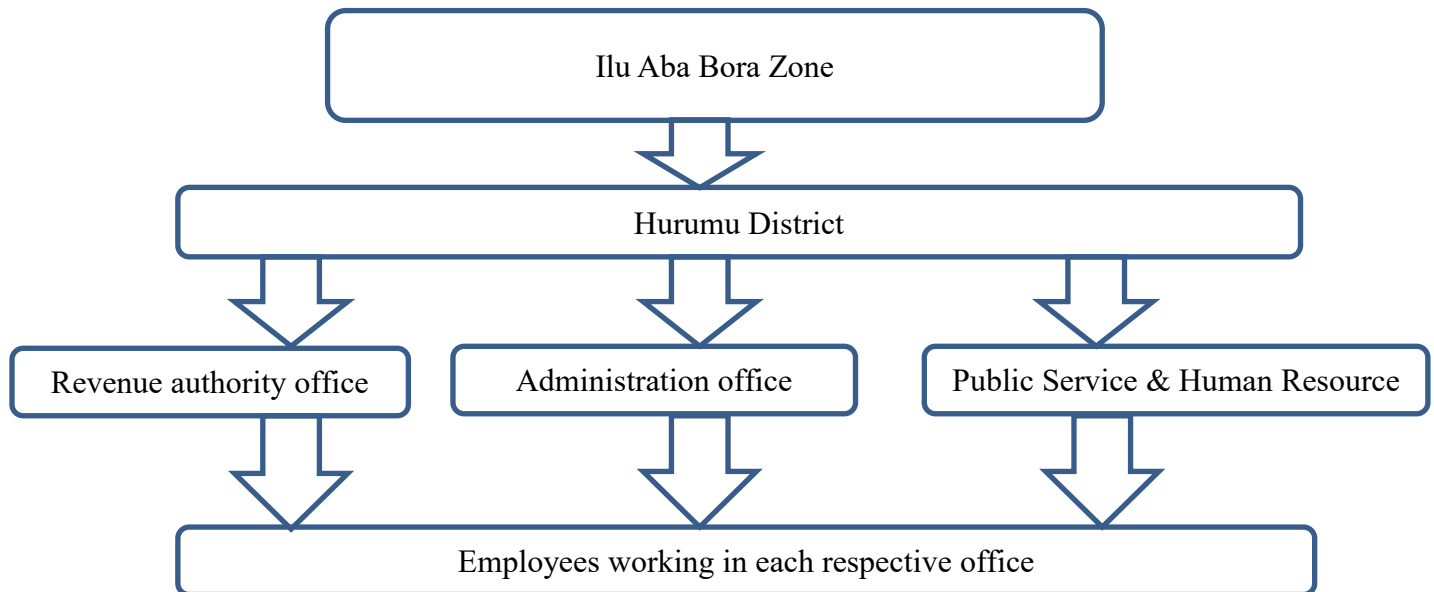 Ilu Aba Bora Zone
Hurumu District
Revenue authority office
Administration office
Public Service & Human Resource
Employees working in each respective office